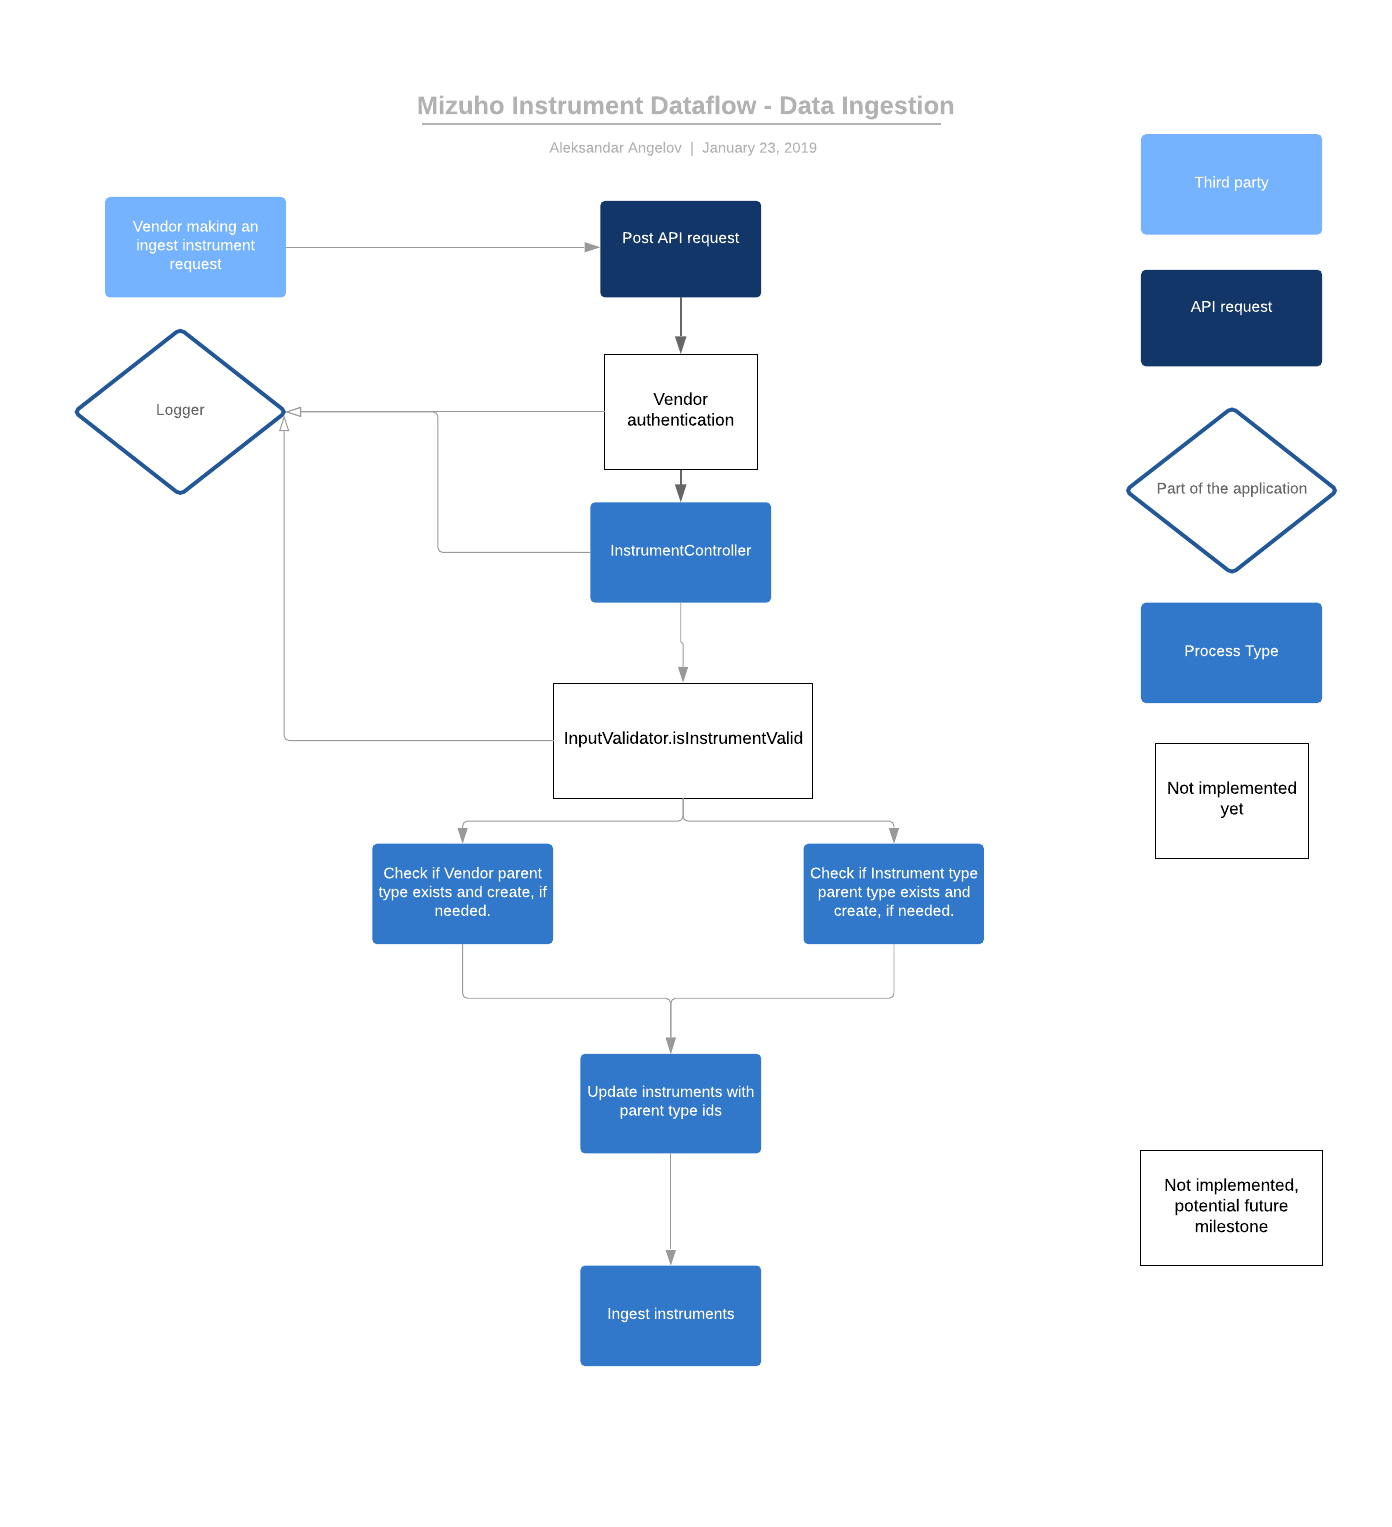 Mizuho Instrument Dataflow - Data Ingestion
Aleksandar Angelov | January 23, 2019
Vendor making an
ingest instrument
request
Post API request
Logger
Vendor
authentication
InstrumentController
InputValidator.isInstrumentValid
Check if Vendor parent
type exists and create, if
needed.
Check if Instrument type
parent type exists and
create, if needed.
Update instruments with
parent type ids
Ingest instruments
Third party
API request
Part of the application
Process Type
Not implemented
yet
Not implemented,
potential future
milestone